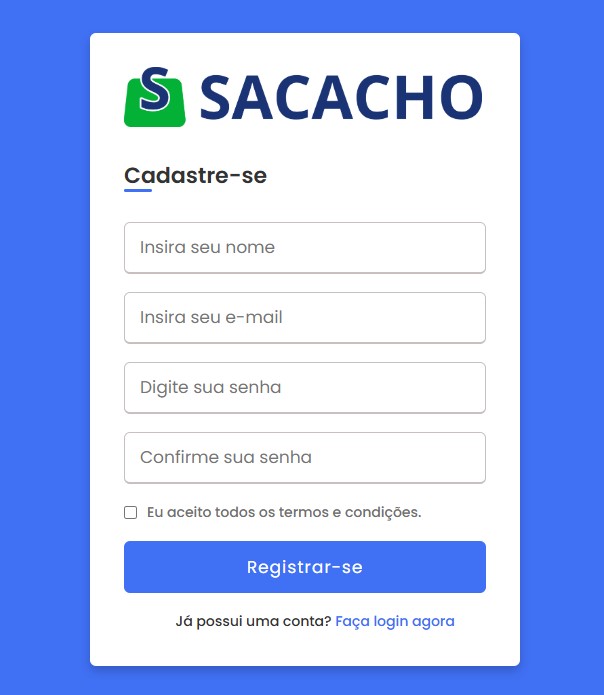 S SACACHO
Cadastre-se
Insira seu nome
Insira seu e-mail
Digite sua senha
Confirme sua senha
Eu aceito todos os termos e condições.
Registrar-se
Já possui uma conta? Faça login agora